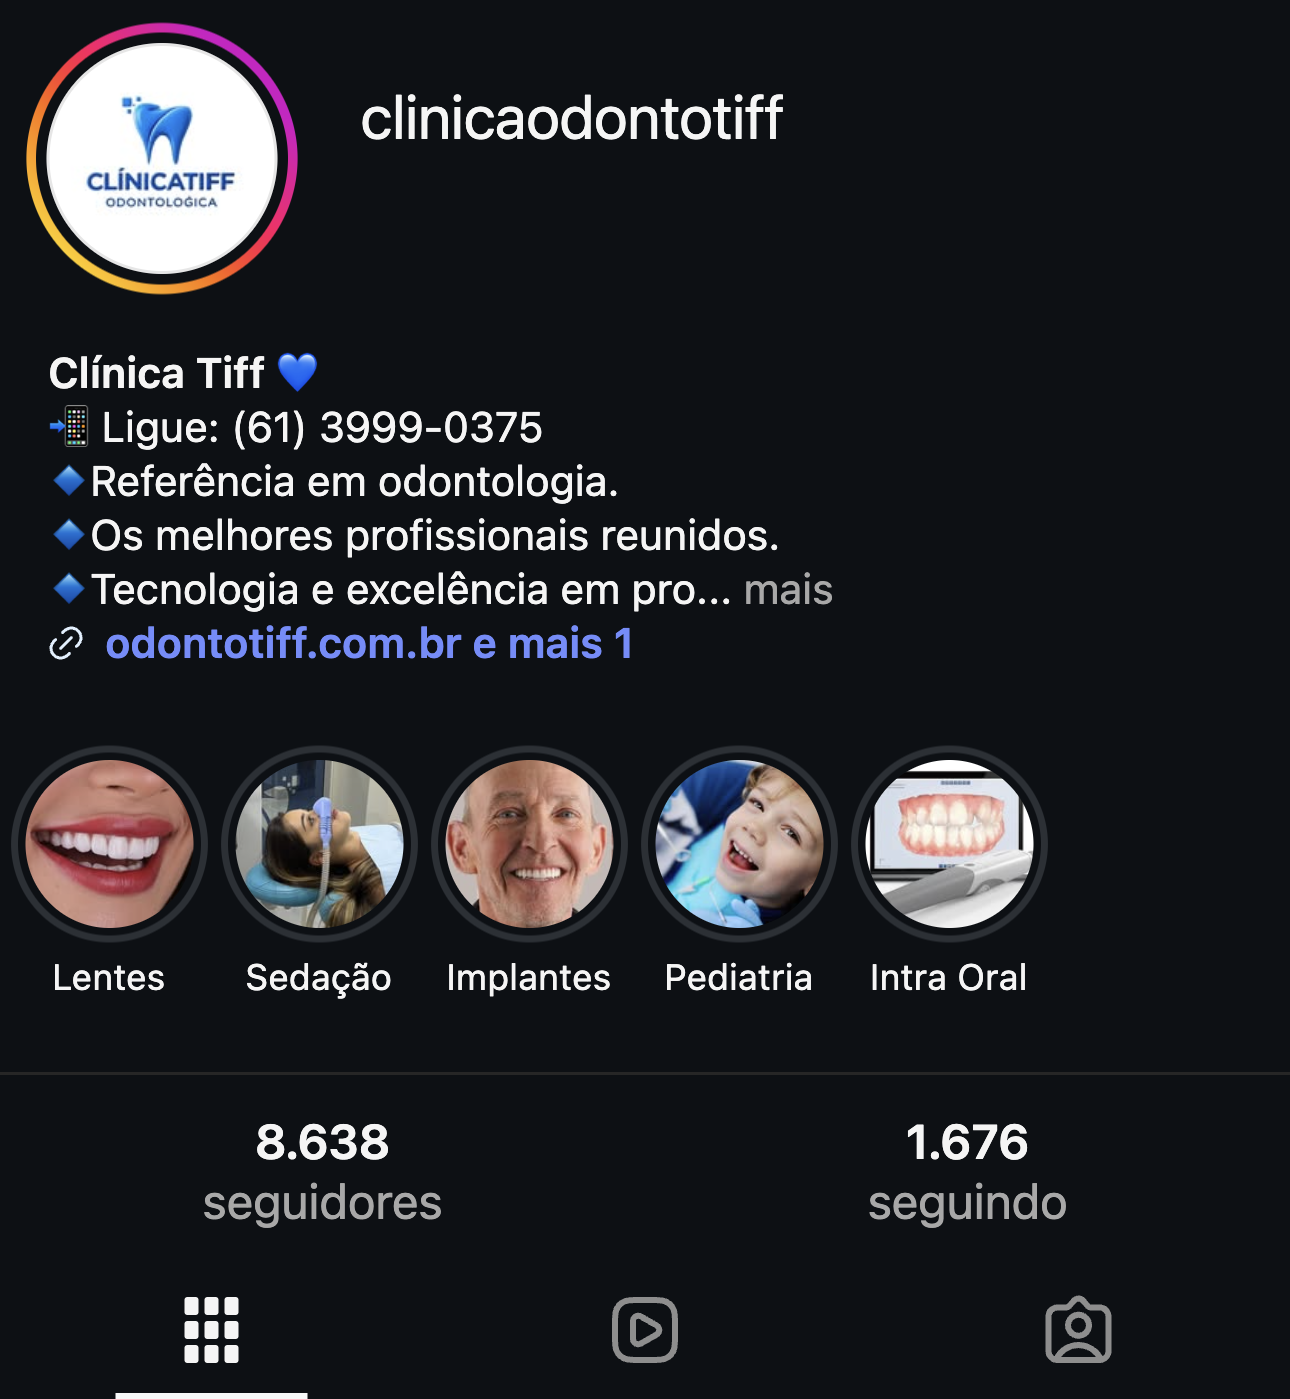 CLÍNICATIFF
ODONTOLOGICA
clinicaodontotiff
Clínica Tiff 💙
📲 Ligue: (61) 3999-0375
🔹Referência em odontologia.
🔹Os melhores profissionais reunidos.
🔹Tecnologia e excelência em pro... mais
odontotiff.com.br e mais 1
Lentes
Sedação
Implantes
Pediatria
Intra Oral
8.638
seguidores
1.676
seguindo